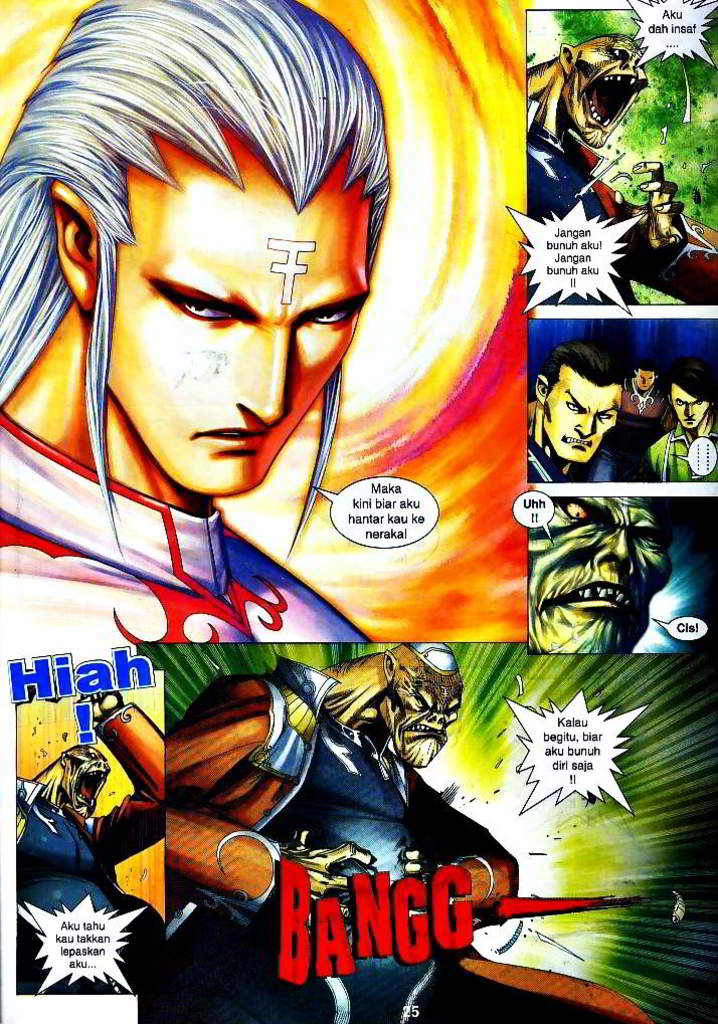 Maka
kini biar aku
hantar kau ke
neraka!
Aku
dah insaf
....
Jangan
bunuh aku!
Jangan
bunuh aku
!!
Uhh
!!
Cis!
Hiah
!
Aku tahu
kau takkan
lepaskan
aku...
Kalau
begitu, biar
aku bunuh
diri saja
!!
BANGG
25